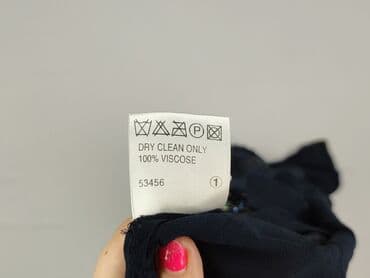 P
DRY CLEAN ONLY
100% VISCOSE
53456 1